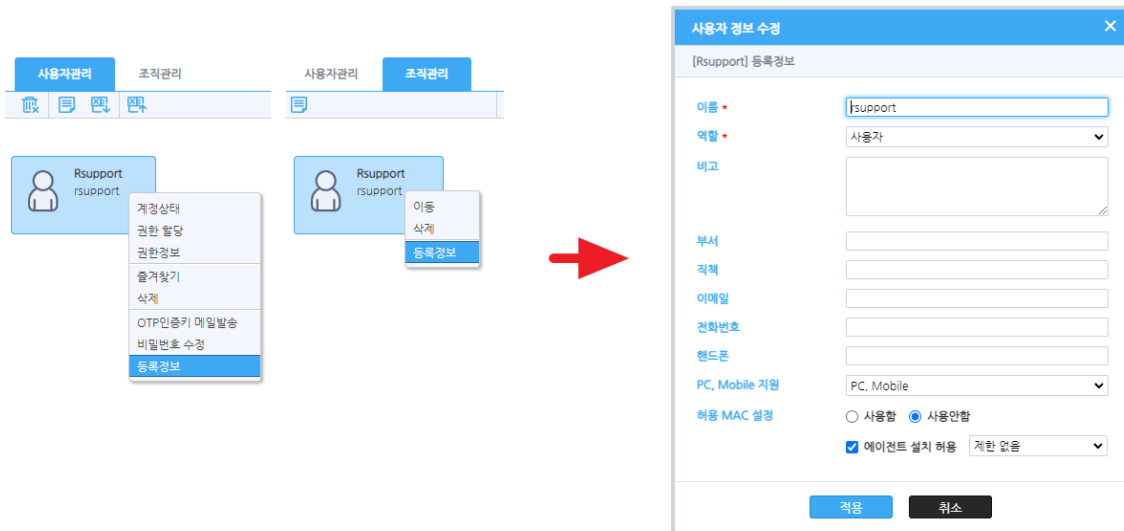 사용자관리
조직관리
Rsupport
rsupport
계정상태
권한 할당
권한정보
즐겨찾기
삭제
OTP인증키 메일발송
비밀번호 수정
등록정보
사용자관리
조직관리
Rsupport
rsupport
이동
삭제
등록정보
사용자 정보 수정
[Rsupport] 등록정보
이름 • rsupport
역할 • 사용자
비고
부서
직책
이메일
전화번호
핸드폰
PC, Mobile 지원 PC, Mobile
허용 MAC 설정 사용함 사용안함
에이전트 설치 허용 제한 없음
적용 취소